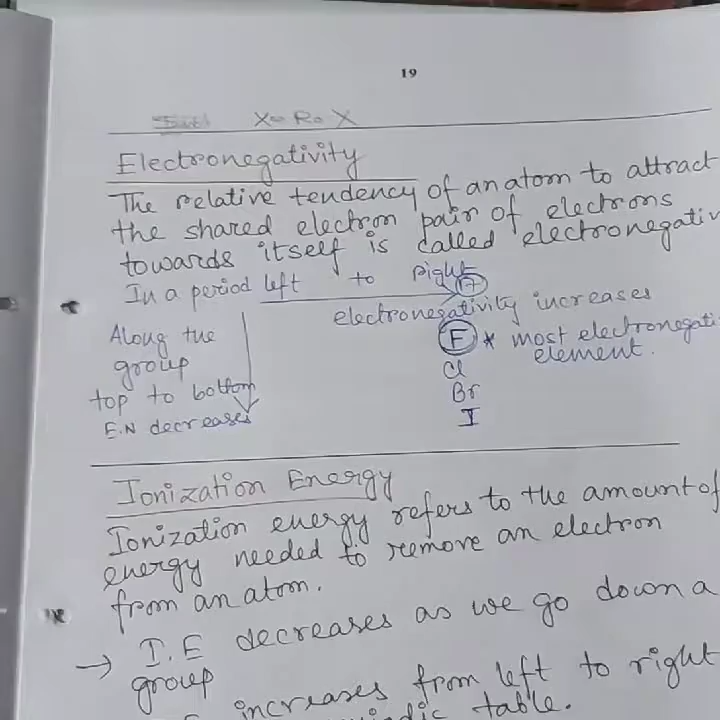 19
X Ro X
Electronegativity
The relative tendency of an atom to attract
the shared electron pair of electrons
towards itself is called electronegativ
In a period left to right
17
electronegativity increases
Along the
group
top to bottom
E.N decreases
F * most electronegati
element.
Cl
Br
I
Ionization Energy
Ionization energy refers to the amount of
energy needed to remove an electron
from an atom.
→ I.E decreases as we go down a
group
increases from left to right
table.